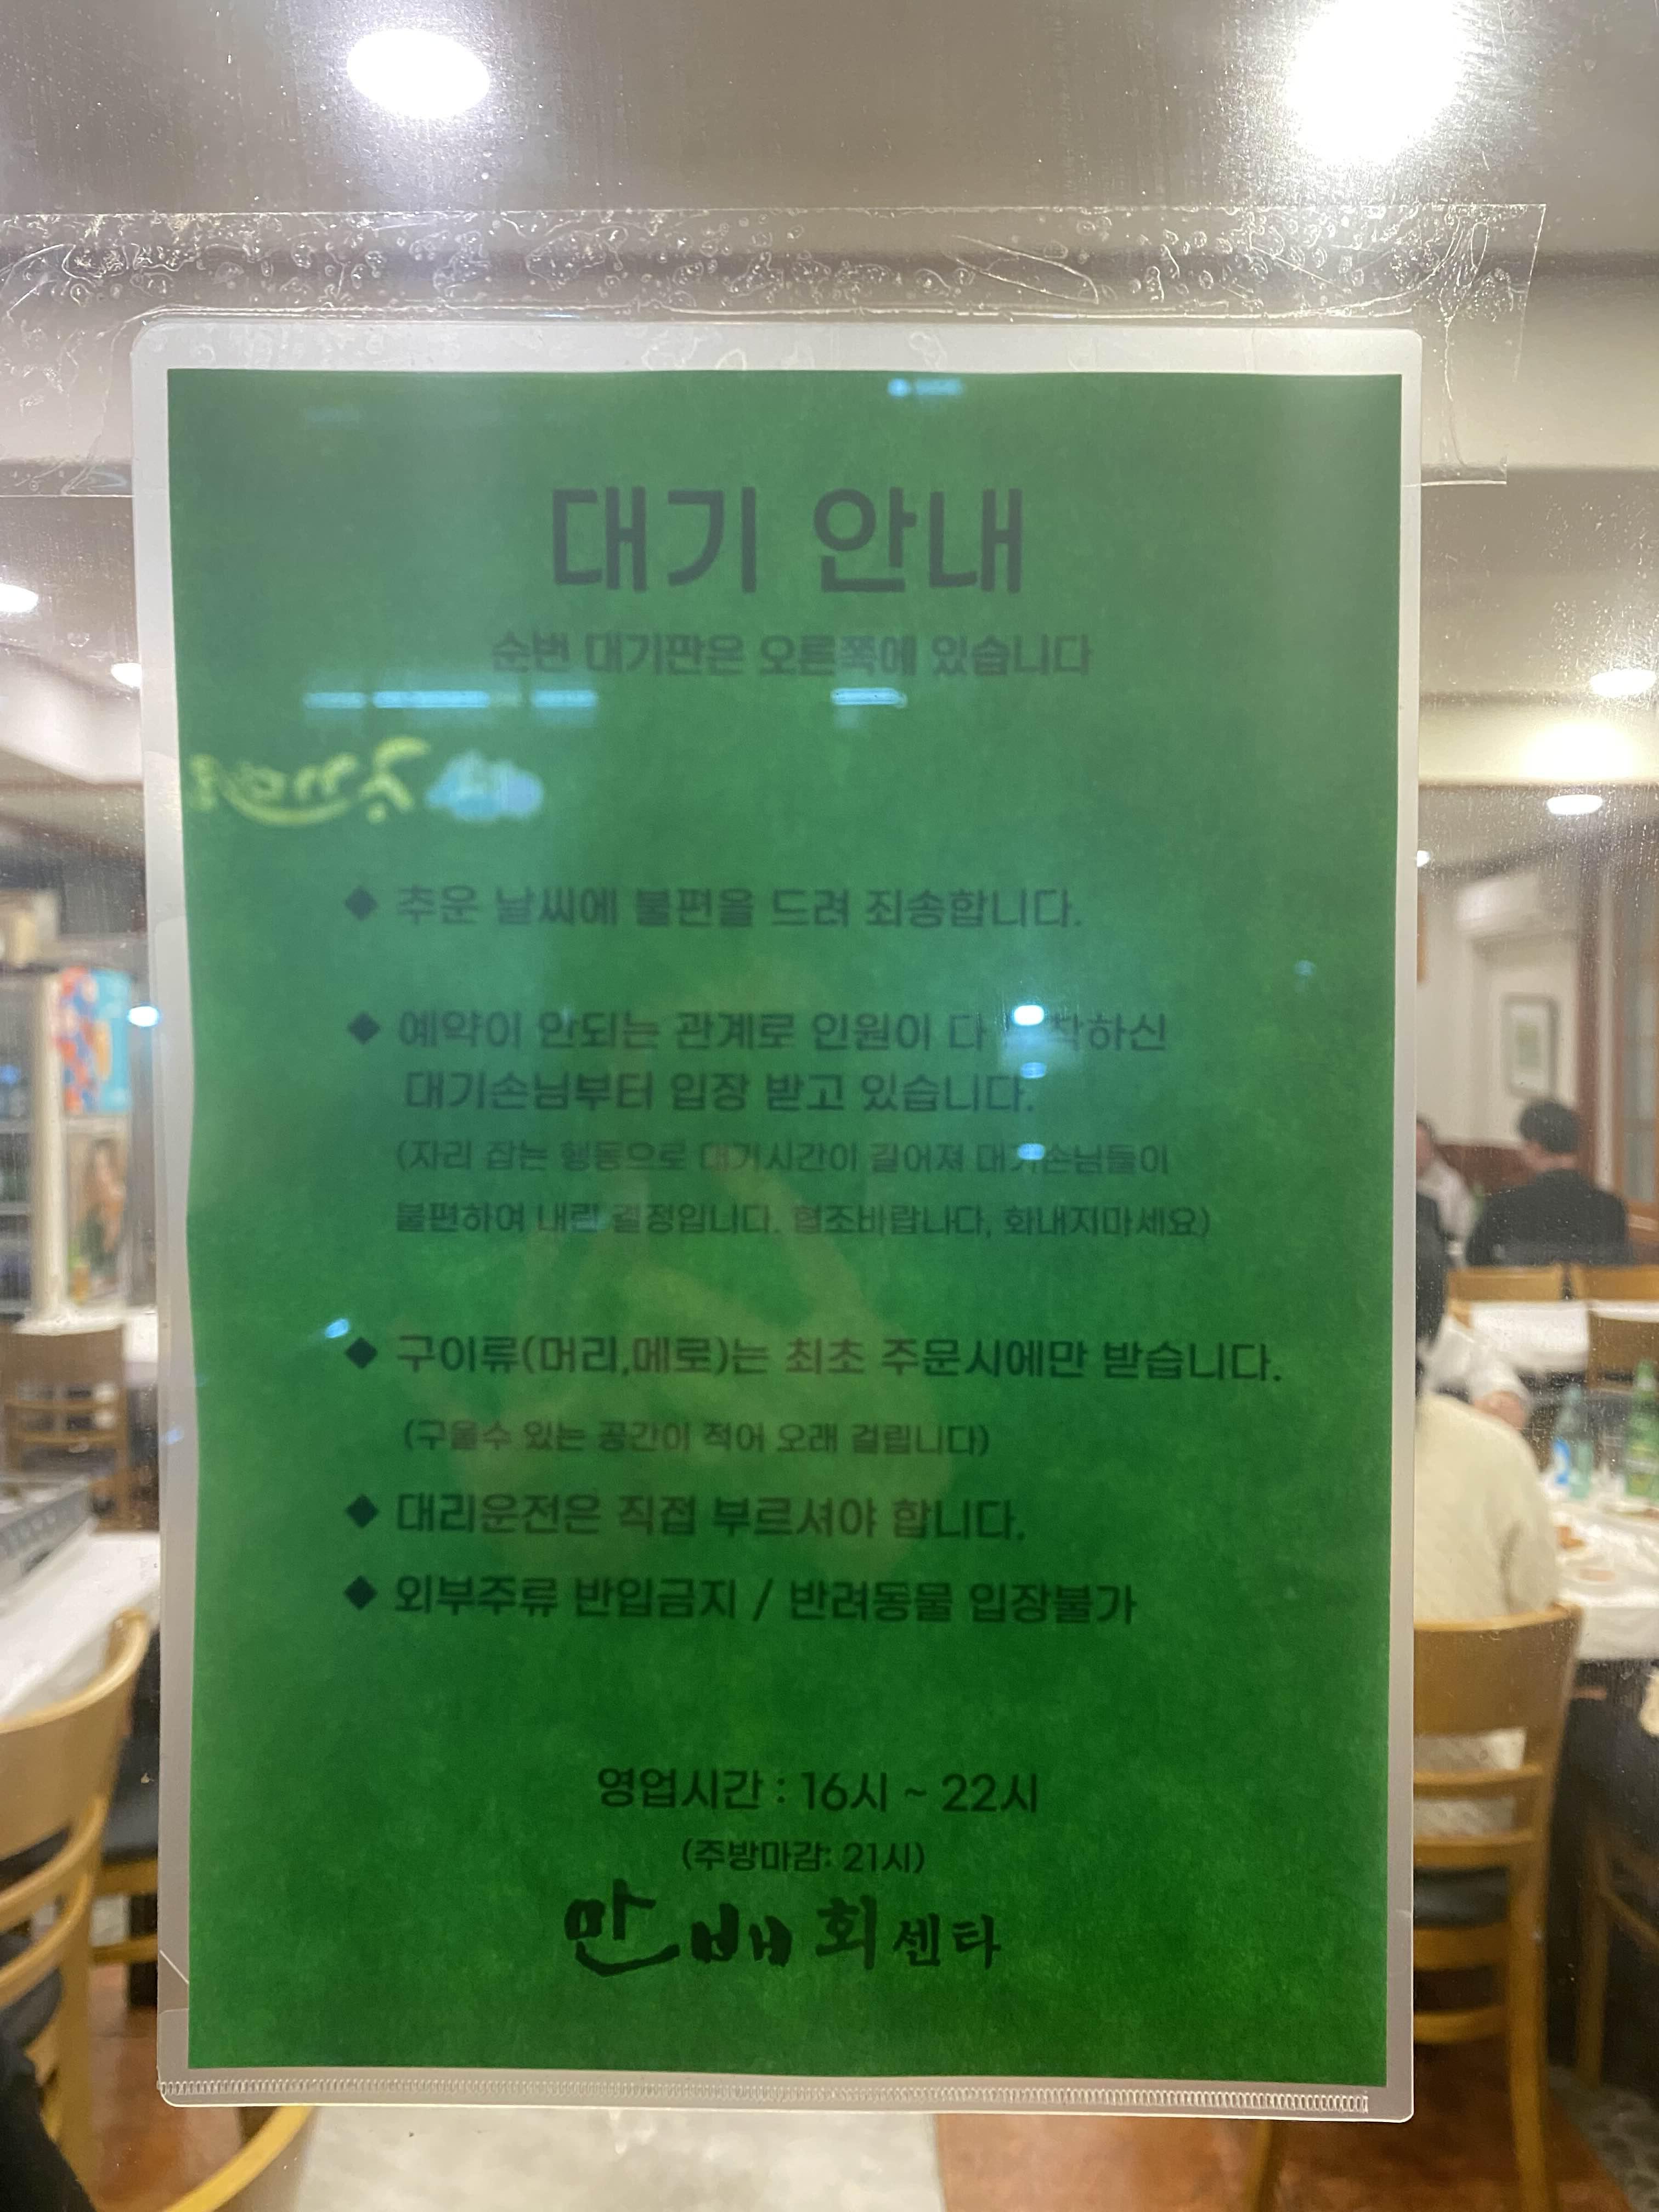 대기 안내
순번 대기판은 오른쪽에 있습니다
◆ 추운 날씨에 불편을 드려 죄송합니다.
◆ 예약이 안되는 관계로 인원이 다 도착하신
대기손님부터 입장 받고 있습니다.
(자리 잡는 행동으로 대기시간이 길어져 대기손님들이
불편하여 내린 결정입니다. 협조바랍니다, 화내지마세요)
◆ 구이류(머리,메로)는 최초 주문시에만 받습니다.
(구울수 있는 공간이 적어 오래 걸립니다)
◆ 대리운전은 직접 부르셔야 합니다.
◆ 외부주류 반입금지 / 반려동물 입장불가
영업시간 : 16시 ~ 22시
(주방마감: 21시)
만배회센타